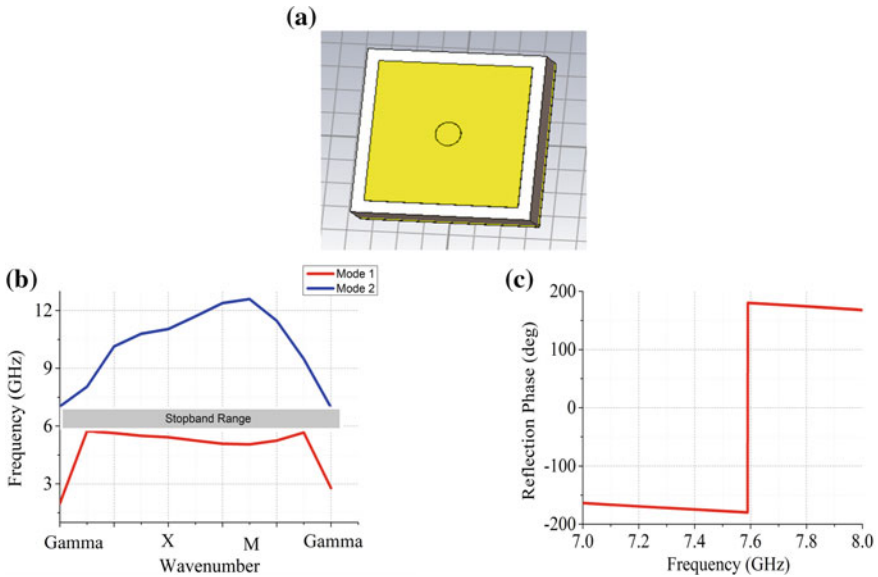 (a)
(b)
Mode 1
Mode 2
12
9
6
3
Frequency (GHz)
Stopband Range
Gamma X M Gamma
Wavenumber
(c)
200
100
0
-100
-200
Reflection Phase (deg)
7.0 7.2 7.4 7.6 7.8 8.0
Frequency (GHz)